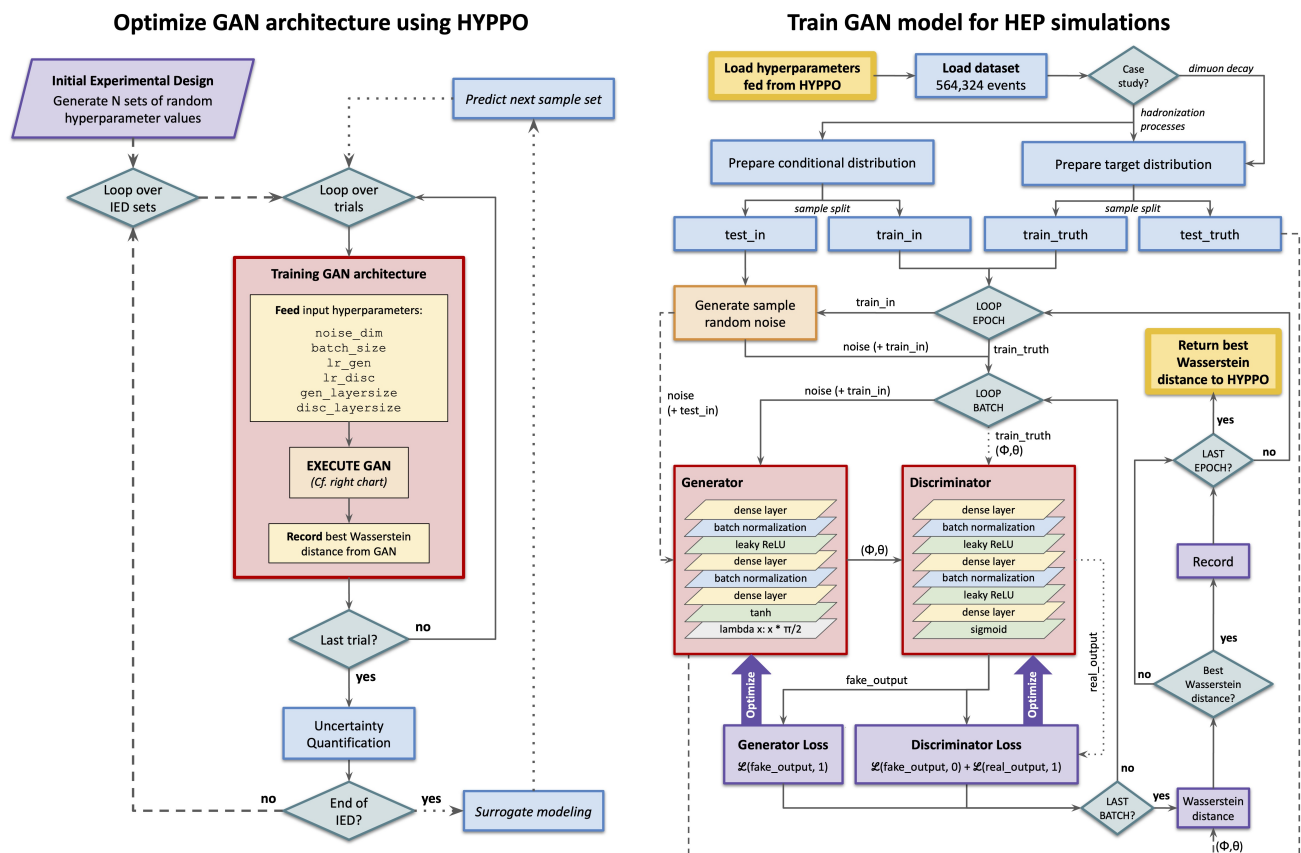 Optimize GAN architecture using HYPPO
Initial Experimental Design
Generate N sets of random
hyperparameter values
Predict next sample set
Loop over
IED sets
Loop over
trials
Training GAN architecture
Feed input hyperparameters:
noise_dim
batch_size
lr_gen
lr_disc
gen_layersize
disc_layersize
EXECUTE GAN
(Cf. right chart)
Record best Wasserstein
distance from GAN
Last trial?
no
yes
Uncertainty
Quantification
no
End of
IED?
yes
Surrogate modeling
Train GAN model for HEP simulations
Load hyperparameters
fed from HYPPO
Load dataset
564,324 events
Case
study?
dimuon decay
hadronization
processes
Prepare conditional distribution
Prepare target distribution
sample split
sample split
test_in
train_in
train_truth
test_truth
Generate sample
random noise
train_in
LOOP
EPOCH
noise (+ train_in)
train_truth
Return best
Wasserstein
distance to HYPPO
noise
(+ test_in)
noise (+ train_in)
LOOP
BATCH
yes
train_truth
(Φ,θ)
LAST
EPOCH?
no
Generator
dense layer
batch normalization
leaky ReLU
dense layer
batch normalization
dense layer
tanh
lambda x: x * π/2
(Φ,θ)
Discriminator
dense layer
batch normalization
leaky ReLU
dense layer
batch normalization
leaky ReLU
dense layer
sigmoid
real_output
Record
yes
no
Best
Wasserstein
distance?
Optimize
fake_output
Optimize
Generator Loss
ℒ(fake_output, 1)
Discriminator Loss
ℒ(fake_output, 0) + ℒ(real_output, 1)
no
LAST
BATCH?
yes
Wasserstein
distance
(Φ,θ)